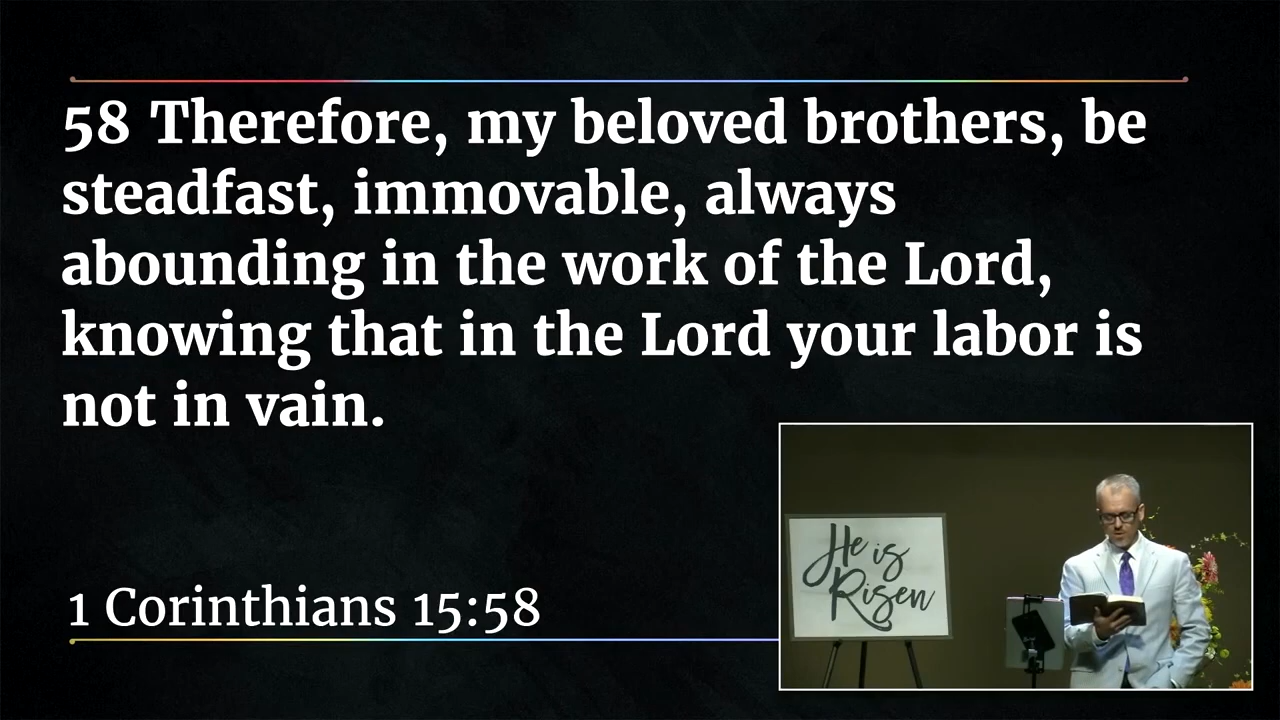 58 Therefore, my beloved brothers, be
steadfast, immovable, always
abounding in the work of the Lord,
knowing that in the Lord your labor is
not in vain.
1 Corinthians 15:58
He is
Risen